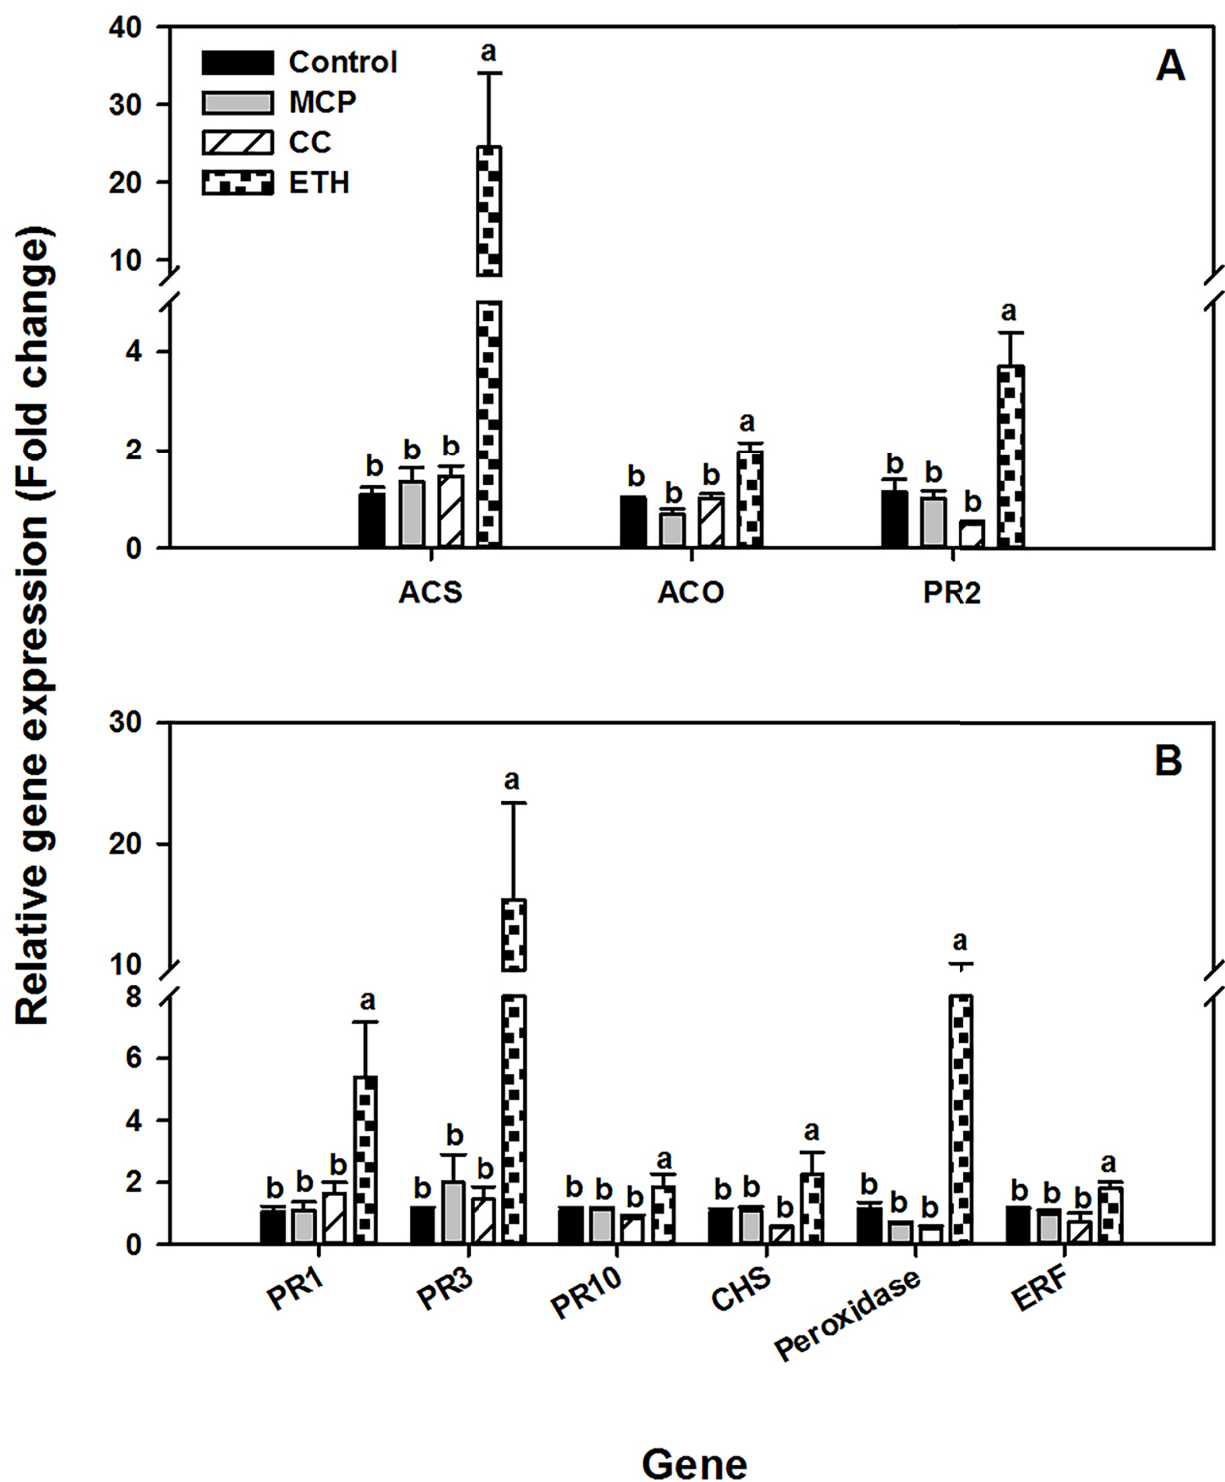 Relative gene expression (Fold change)
A
Control
MCP
CC
ETH
40
30
20
10
4
2
0
b b b a
b b b a
b b b a
ACS ACO PR2
B
30
20
10
8
6
4
2
0
b b b a
b b b a
b b b a
b b b a
b b b a
b b b a
PR1 PR3 PR10 CHS Peroxidase ERF
Gene